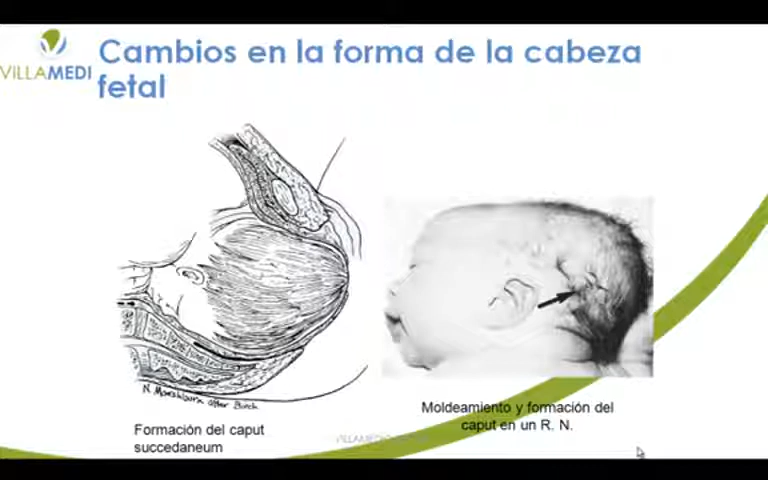 VILLAMEDI
Cambios en la forma de la cabeza
fetal
N. Marshburn after Burch
Formación del caput
succedaneum
Moldeamiento y formación del
caput en un R. N.